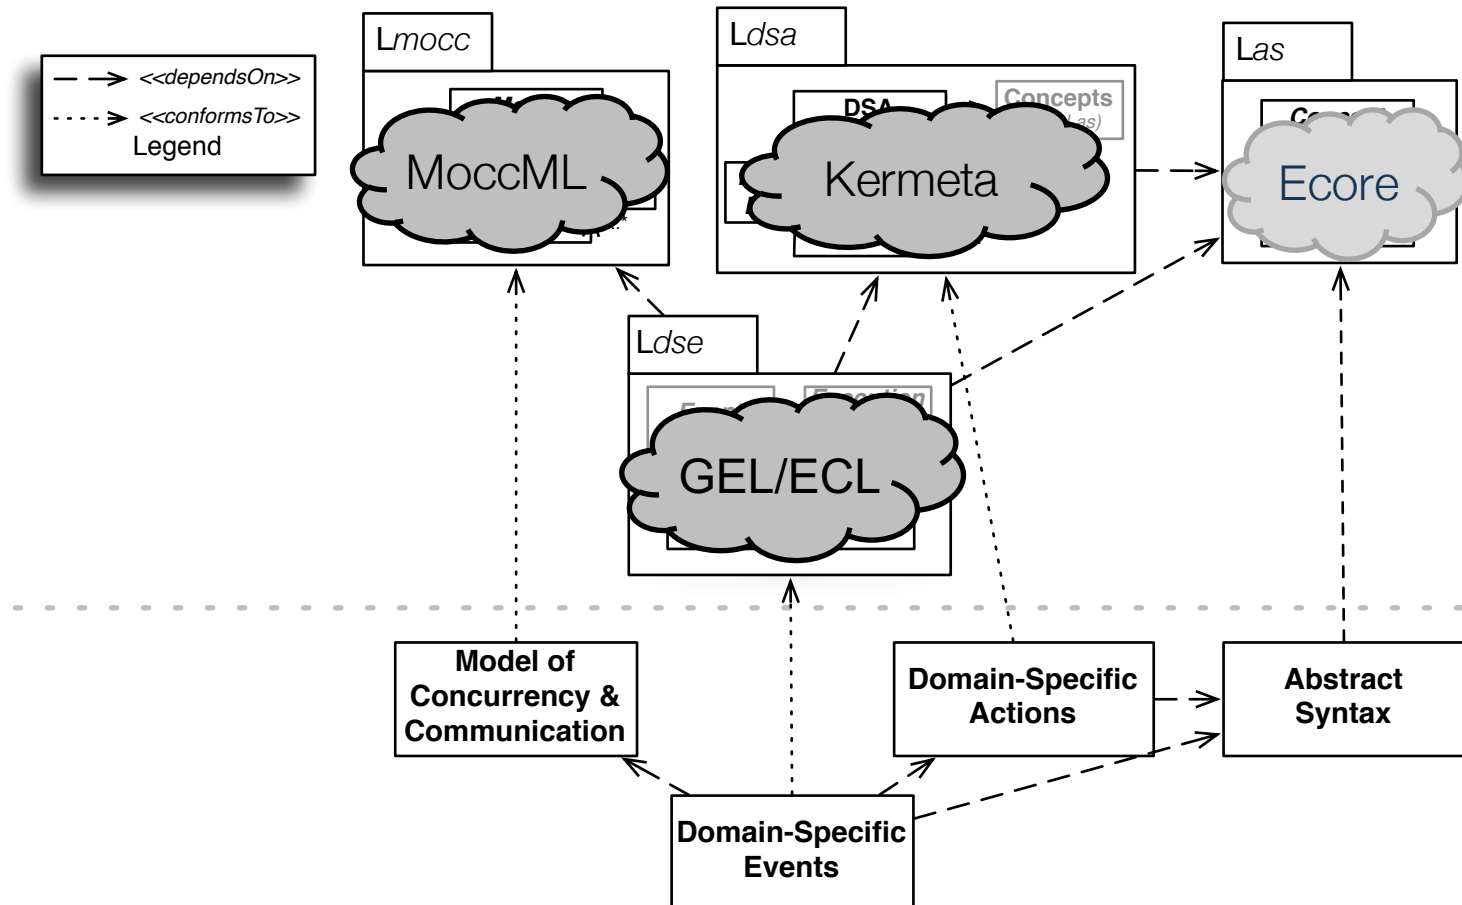 Lmocc
Ldsa
Las
<<dependsOn>>
<<conformsTo>>
Legend
DSA
Concepts
as)
MoccML
Kermeta
Ecore
Ldse
GEL/ECL
Model of
Concurrency &
Communication
Domain-Specific
Actions
Abstract
Syntax
Domain-Specific
Events